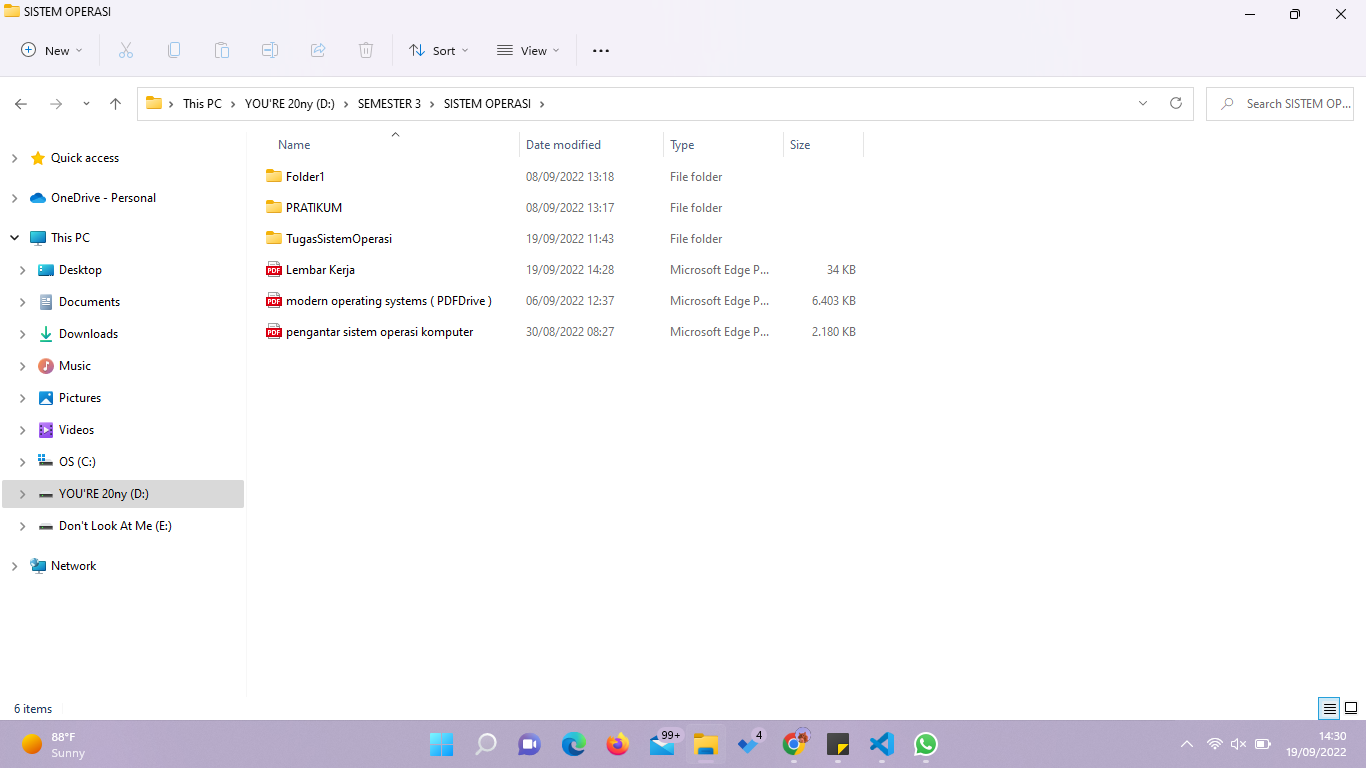 SISTEM OPERASI
New
Sort
View
This PC
YOU'RE 20ny (D:)
SEMESTER 3
SISTEM OPERASI
Search SISTEM OP...
Quick access
OneDrive - Personal
This PC
Desktop
Documents
Downloads
Music
Pictures
Videos
OS (C:)
YOU'RE 20ny (D:)
Don't Look At Me (E:)
Network
Name Date modified Type Size
Folder1 08/09/2022 13:18 File folder
PRATIKUM 08/09/2022 13:17 File folder
TugasSistemOperasi 19/09/2022 11:43 File folder
PDF Lembar Kerja 19/09/2022 14:28 Microsoft Edge P... 34 KB
PDF modern operating systems ( PDFDrive ) 06/09/2022 12:37 Microsoft Edge P... 6.403 KB
PDF pengantar sistem operasi komputer 30/08/2022 08:27 Microsoft Edge P... 2.180 KB
6 items
88°F
Sunny
99+
4
14:30
19/09/2022